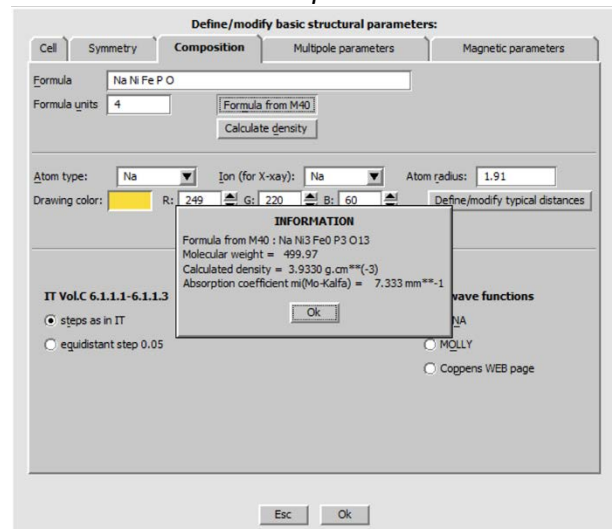 Define/modify basic structural parameters:
Cell Symmetry Composition Multipole parameters Magnetic parameters
Formula Na Ni Fe P O
Formula units 4 Formula from M40
Calculate density
Atom type: Na Ion (for X-xay): Na Atom radius: 1.91
Drawing color: R: 249 G: 220 B: 60 Define/modify typical distances
INFORMATION
Formula from M40 : Na Ni3 Fe0 P3 O13
Molecular weight = 499.97
Calculated density = 3.9330 g.cm**(-3)
Absorption coefficient mi(Mo-Kalfa) = 7.333 mm**-1
Ok
IT Vol.C 6.1.1.1-6.1.1.3 wave functions
steps as in IT NA
equidistant step 0.05 MOLLY
Coppens WEB page
Esc Ok